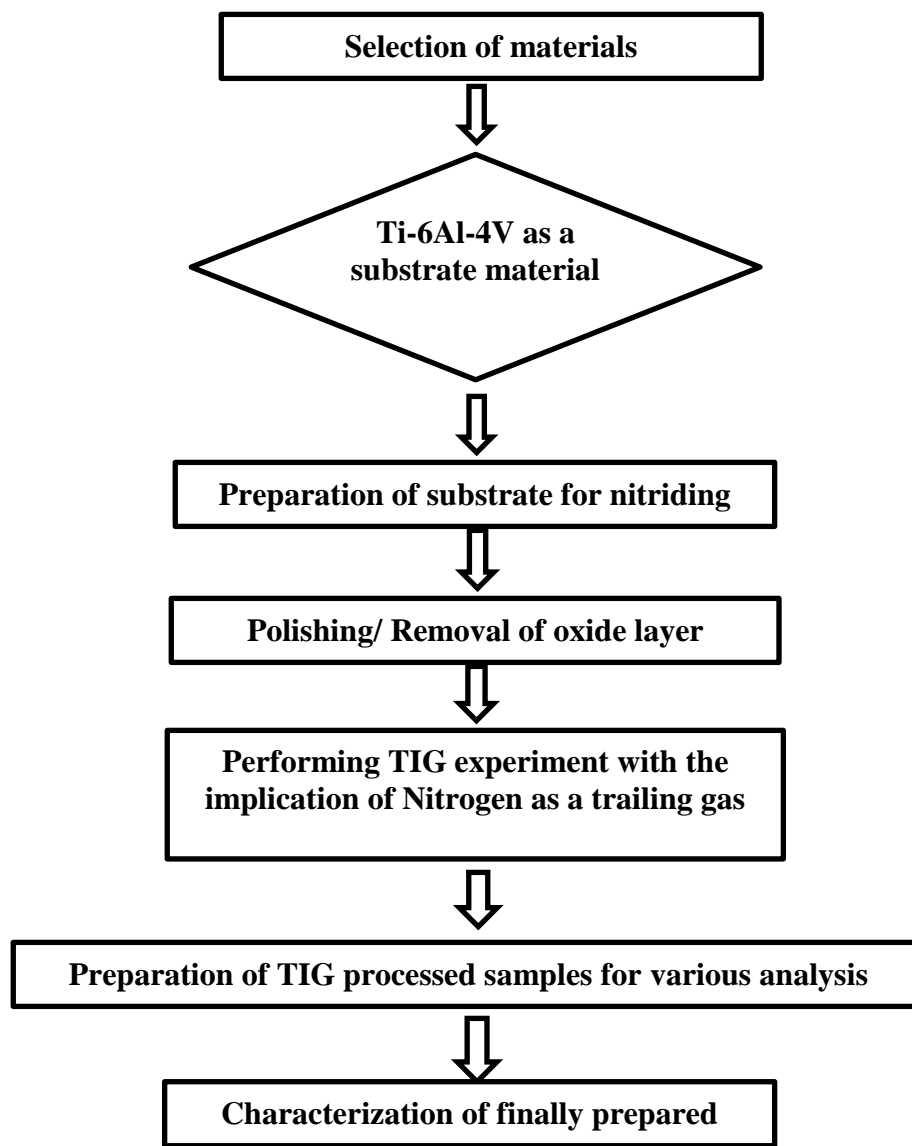 Selection of materials
Ti-6Al-4V as a
substrate material
Preparation of substrate for nitriding
Polishing/ Removal of oxide layer
Performing TIG experiment with the
implication of Nitrogen as a trailing gas
Preparation of TIG processed samples for various analysis
Characterization of finally prepared